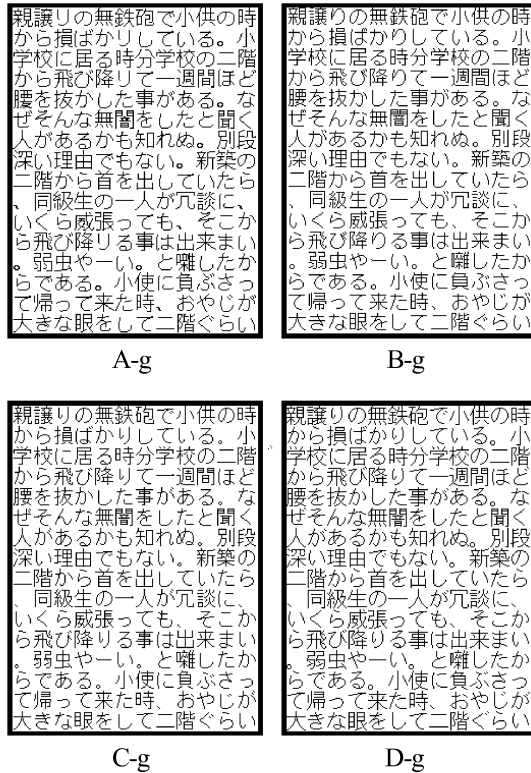 親譲りの無鉄砲で小供の時
から損ばかりしている。小
学校に居る時分学校の二階
から飛び降りて一週間ほど
腰を抜かした事がある。な
ぜそんな無闇をしたと聞く
人があるかも知れぬ。別段
深い理由でもない。新築の
二階から首を出していたら
、同級生の一人が冗談に、
いくら威張っても、そこか
ら飛び降りる事は出来まい
。弱虫やーい。と囃したか
らである。小使に負ぶさっ
て帰って来た時、おやじが
大きな眼をして二階ぐらい
A-g
親譲りの無鉄砲で小供の時
から損ばかりしている。小
学校に居る時分学校の二階
から飛び降りて一週間ほど
腰を抜かした事がある。な
ぜそんな無闇をしたと聞く
人があるかも知れぬ。別段
深い理由でもない。新築の
二階から首を出していたら
、同級生の一人が冗談に、
いくら威張っても、そこか
ら飛び降りる事は出来まい
。弱虫やーい。と囃したか
らである。小使に負ぶさっ
て帰って来た時、おやじが
大きな眼をして二階ぐらい
B-g
親譲りの無鉄砲で小供の時
から損ばかりしている。小
学校に居る時分学校の二階
から飛び降りて一週間ほど
腰を抜かした事がある。な
ぜそんな無闇をしたと聞く
人があるかも知れぬ。別段
深い理由でもない。新築の
二階から首を出していたら
、同級生の一人が冗談に、
いくら威張っても、そこか
ら飛び降りる事は出来まい
。弱虫やーい。と囃したか
らである。小使に負ぶさっ
て帰って来た時、おやじが
大きな眼をして二階ぐらい
C-g
親譲りの無鉄砲で小供の時
から損ばかりしている。小
学校に居る時分学校の二階
から飛び降りて一週間ほど
腰を抜かした事がある。な
ぜそんな無闇をしたと聞く
人があるかも知れぬ。別段
深い理由でもない。新築の
二階から首を出していたら
、同級生の一人が冗談に、
いくら威張っても、そこか
ら飛び降りる事は出来まい
。弱虫やーい。と囃したか
らである。小使に負ぶさっ
て帰って来た時、おやじが
大きな眼をして二階ぐらい
D-g